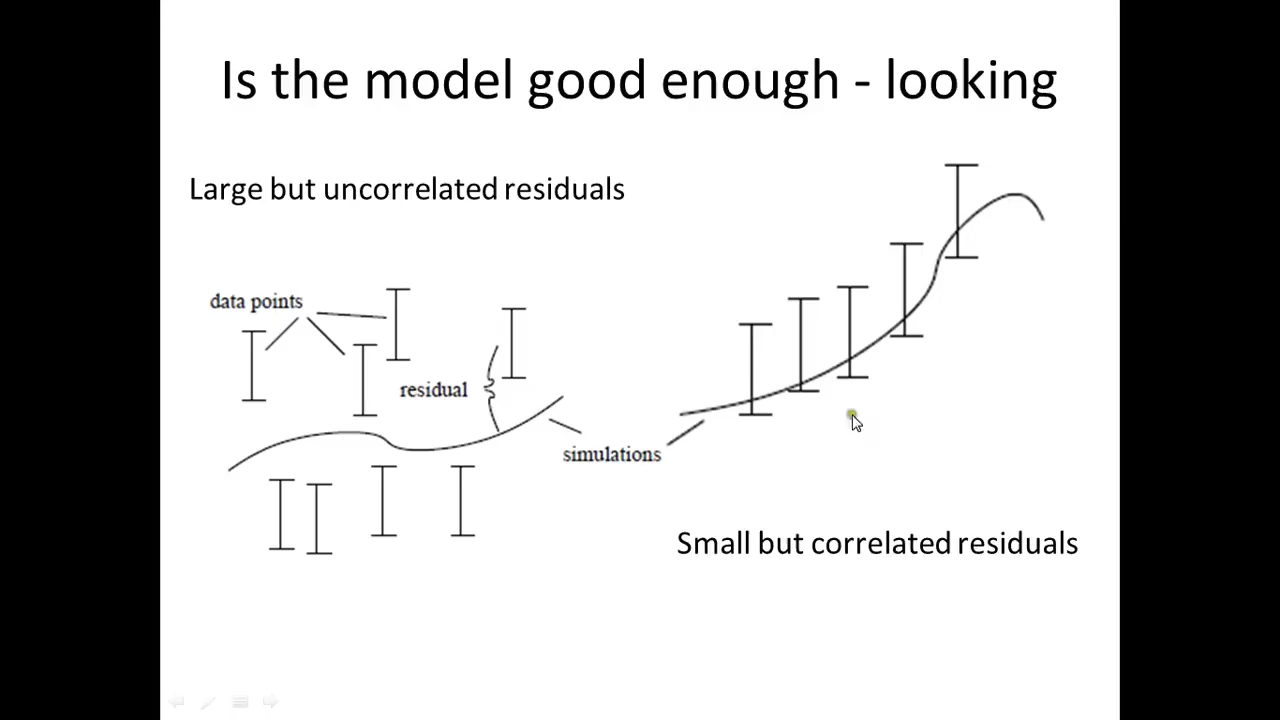 Is the model good enough - looking
Large but uncorrelated residuals
data points
residual
simulations
Small but correlated residuals